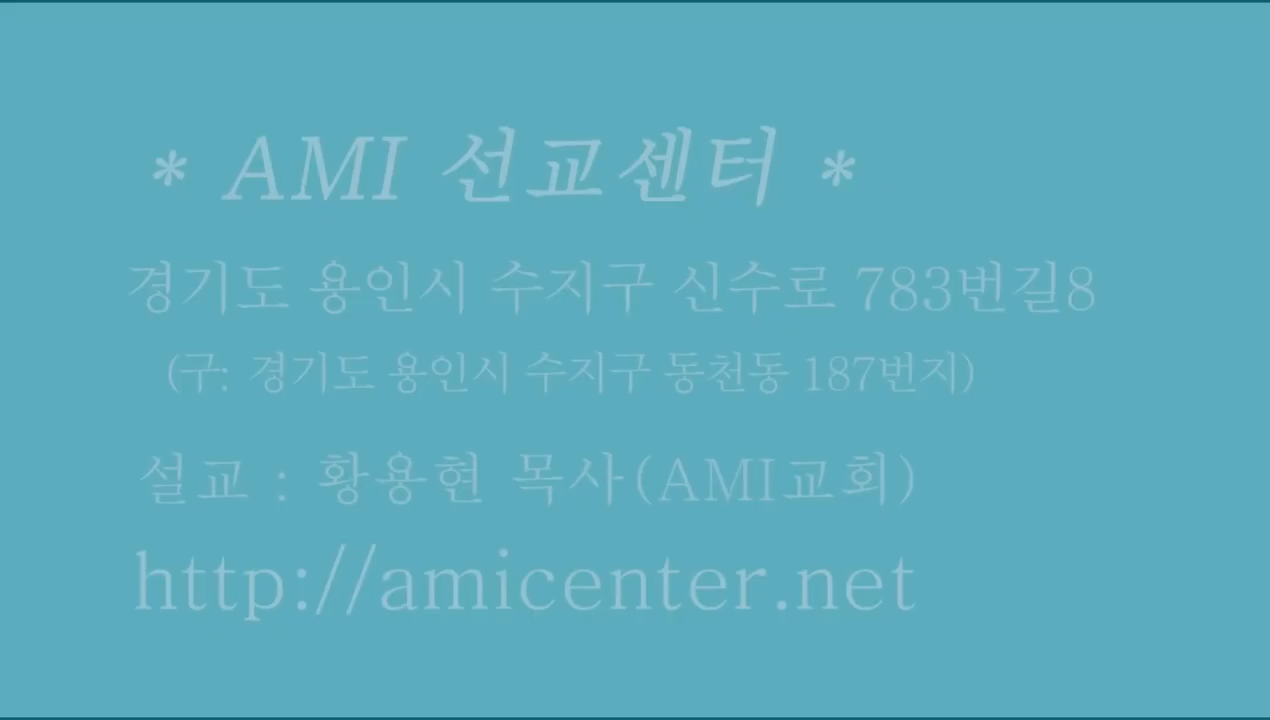 * AMI 선교센터 *
경기도 용인시 수지구 신수로 783번길8
(구: 경기도 용인시 수지구 동천동 187번지)
설교 : 황용현 목사(AMI교회)
http://amicenter.net